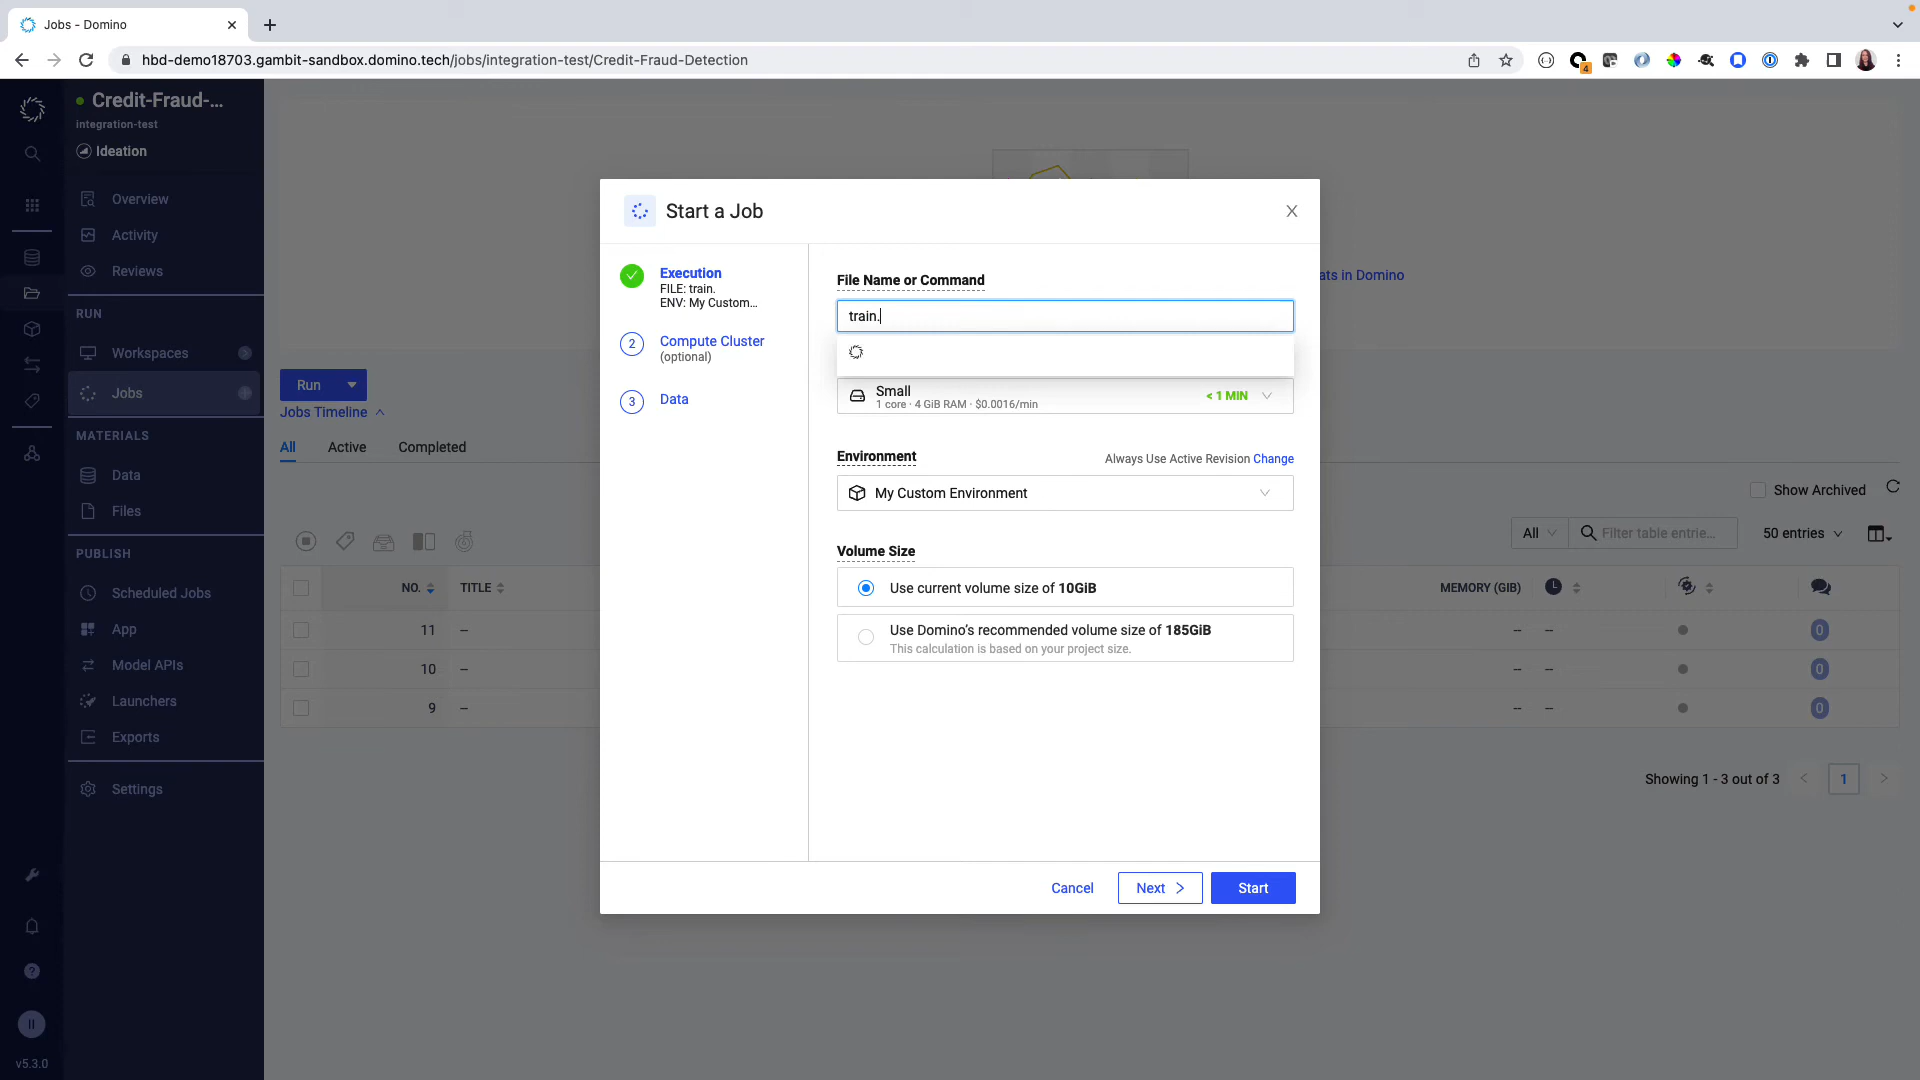 Jobs - Domino
hbd-demo18703.gambit-sandbox.domino.tech/jobs/integration-test/Credit-Fraud-Detection
4
Credit-Fraud-...
integration-test
Ideation
Overview
Activity
Reviews
RUN
Workspaces
Jobs
MATERIALS
Data
Files
PUBLISH
Scheduled Jobs
App
Model APIs
Launchers
Exports
Settings
v5.3.0
ats in Domino
Run
Jobs Timeline
All Active Completed
Show Archived
All Filter table entrie... 50 entries
NO. TITLE MEMORY (GIB)
11 – -- -- 0
10 – -- -- 0
9 – -- -- 0
Showing 1 - 3 out of 3 1
Start a Job
Execution
FILE: train.
ENV: My Custom...
2 Compute Cluster
(optional)
3 Data
File Name or Command
train.
Small
1 core · 4 GiB RAM · $0.0016/min
< 1 MIN
Environment
Always Use Active Revision Change
My Custom Environment
Volume Size
Use current volume size of 10GiB
Use Domino's recommended volume size of 185GiB
This calculation is based on your project size.
Cancel Next Start